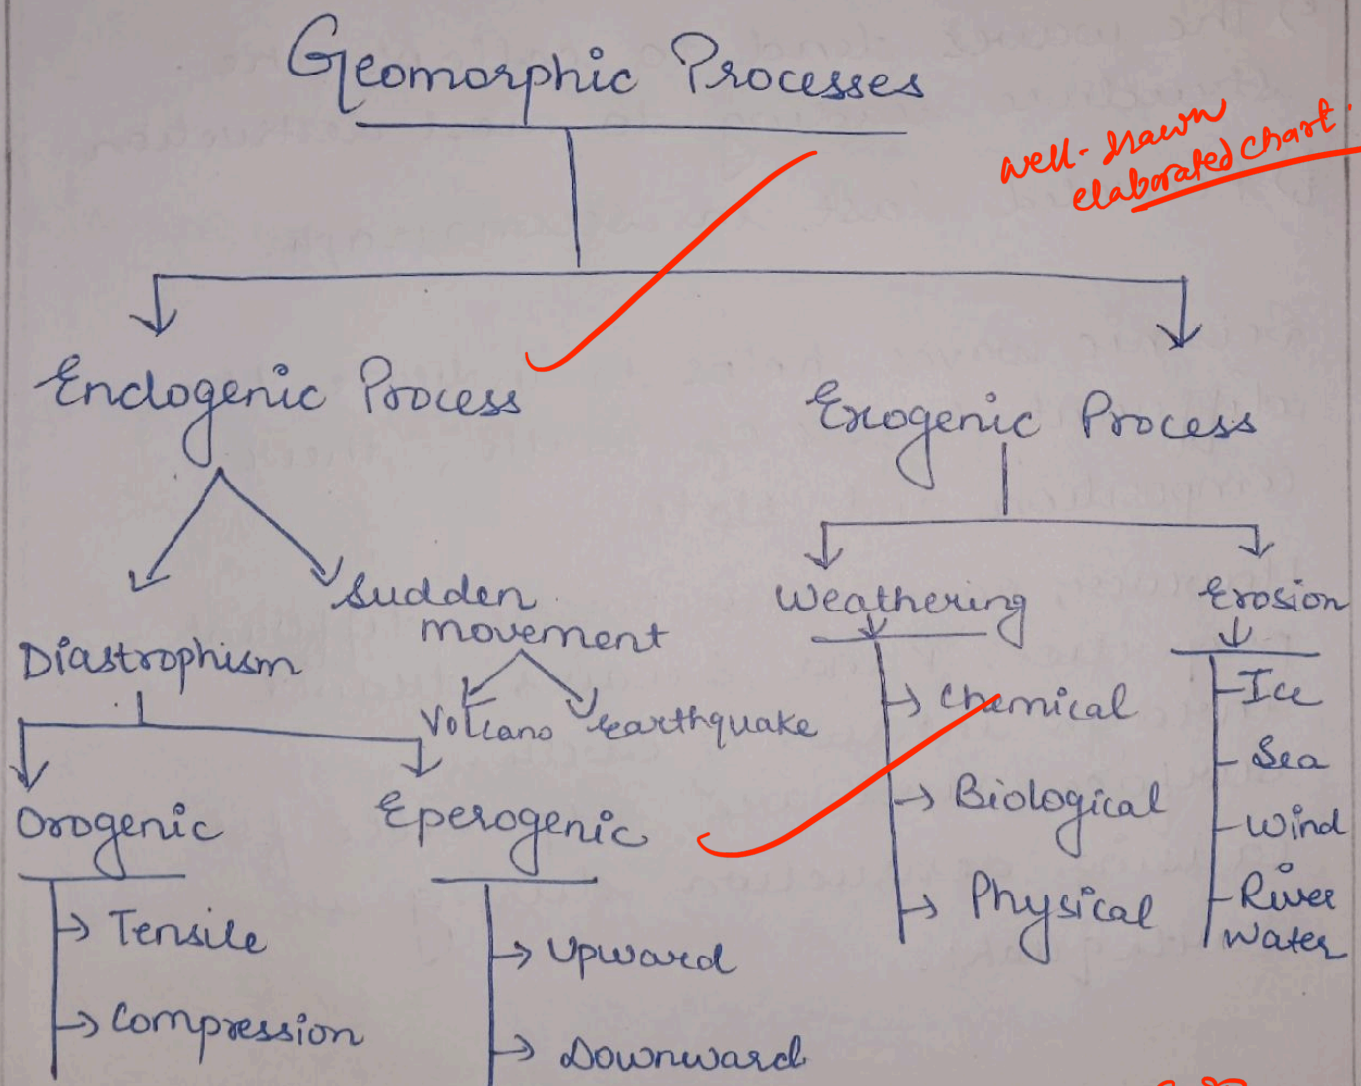 Geomorphic Processes
well-drawn
elaborated chart.
Endogenic Process
Exogenic Process
Sudden
movement
Diastrophism
Volcano
earthquake
Orogenic
Eperogenic
Tensile
Compression
Upward
Downward
Weathering
Chemical
Biological
Physical
Erosion
Ice
Sea
Wind
River
Water